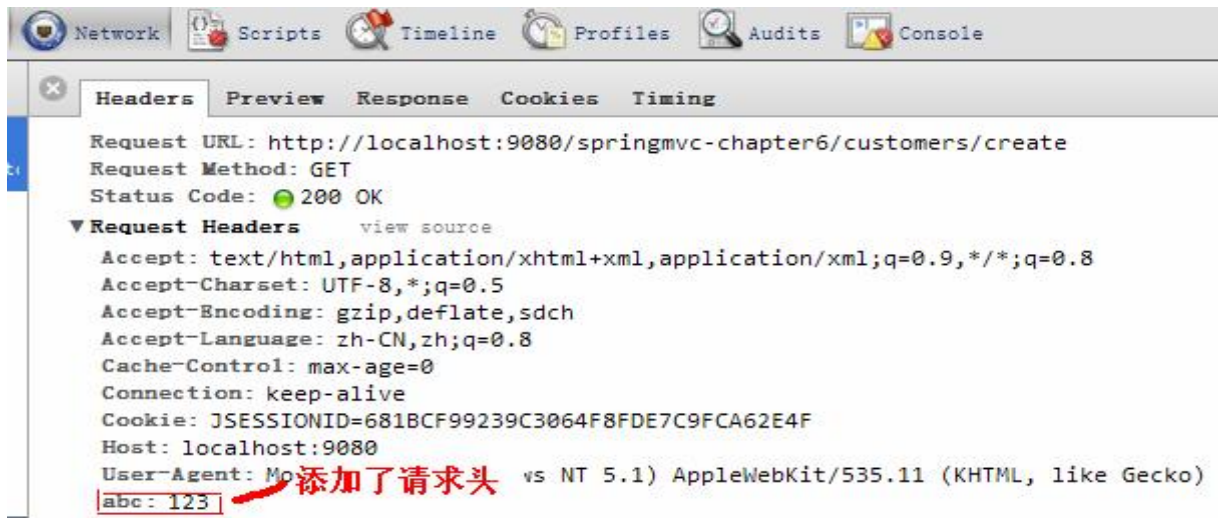 Network Scripts Timeline Profiles Audits Console
Headers Preview Response Cookies Timing
Request URL: http://localhost:9080/springmvc-chapter6/customers/create
Request Method: GET
Status Code: 200 OK
Request Headers view source
Accept: text/html,application/xhtml+xml,application/xml;q=0.9,*/*;q=0.8
Accept-Charset: UTF-8,*;q=0.5
Accept-Encoding: gzip,deflate,sdch
Accept-Language: zh-CN,zh;q=0.8
Cache-Control: max-age=0
Connection: keep-alive
Cookie: JSESSIONID=681BCF99239C3064F8FDE7C9FCA62E4F
Host: localhost:9080
User-Agent: vs NT 5.1) AppleWebKit/535.11 (KHTML, like Gecko)
添加了请求头
abc: 123